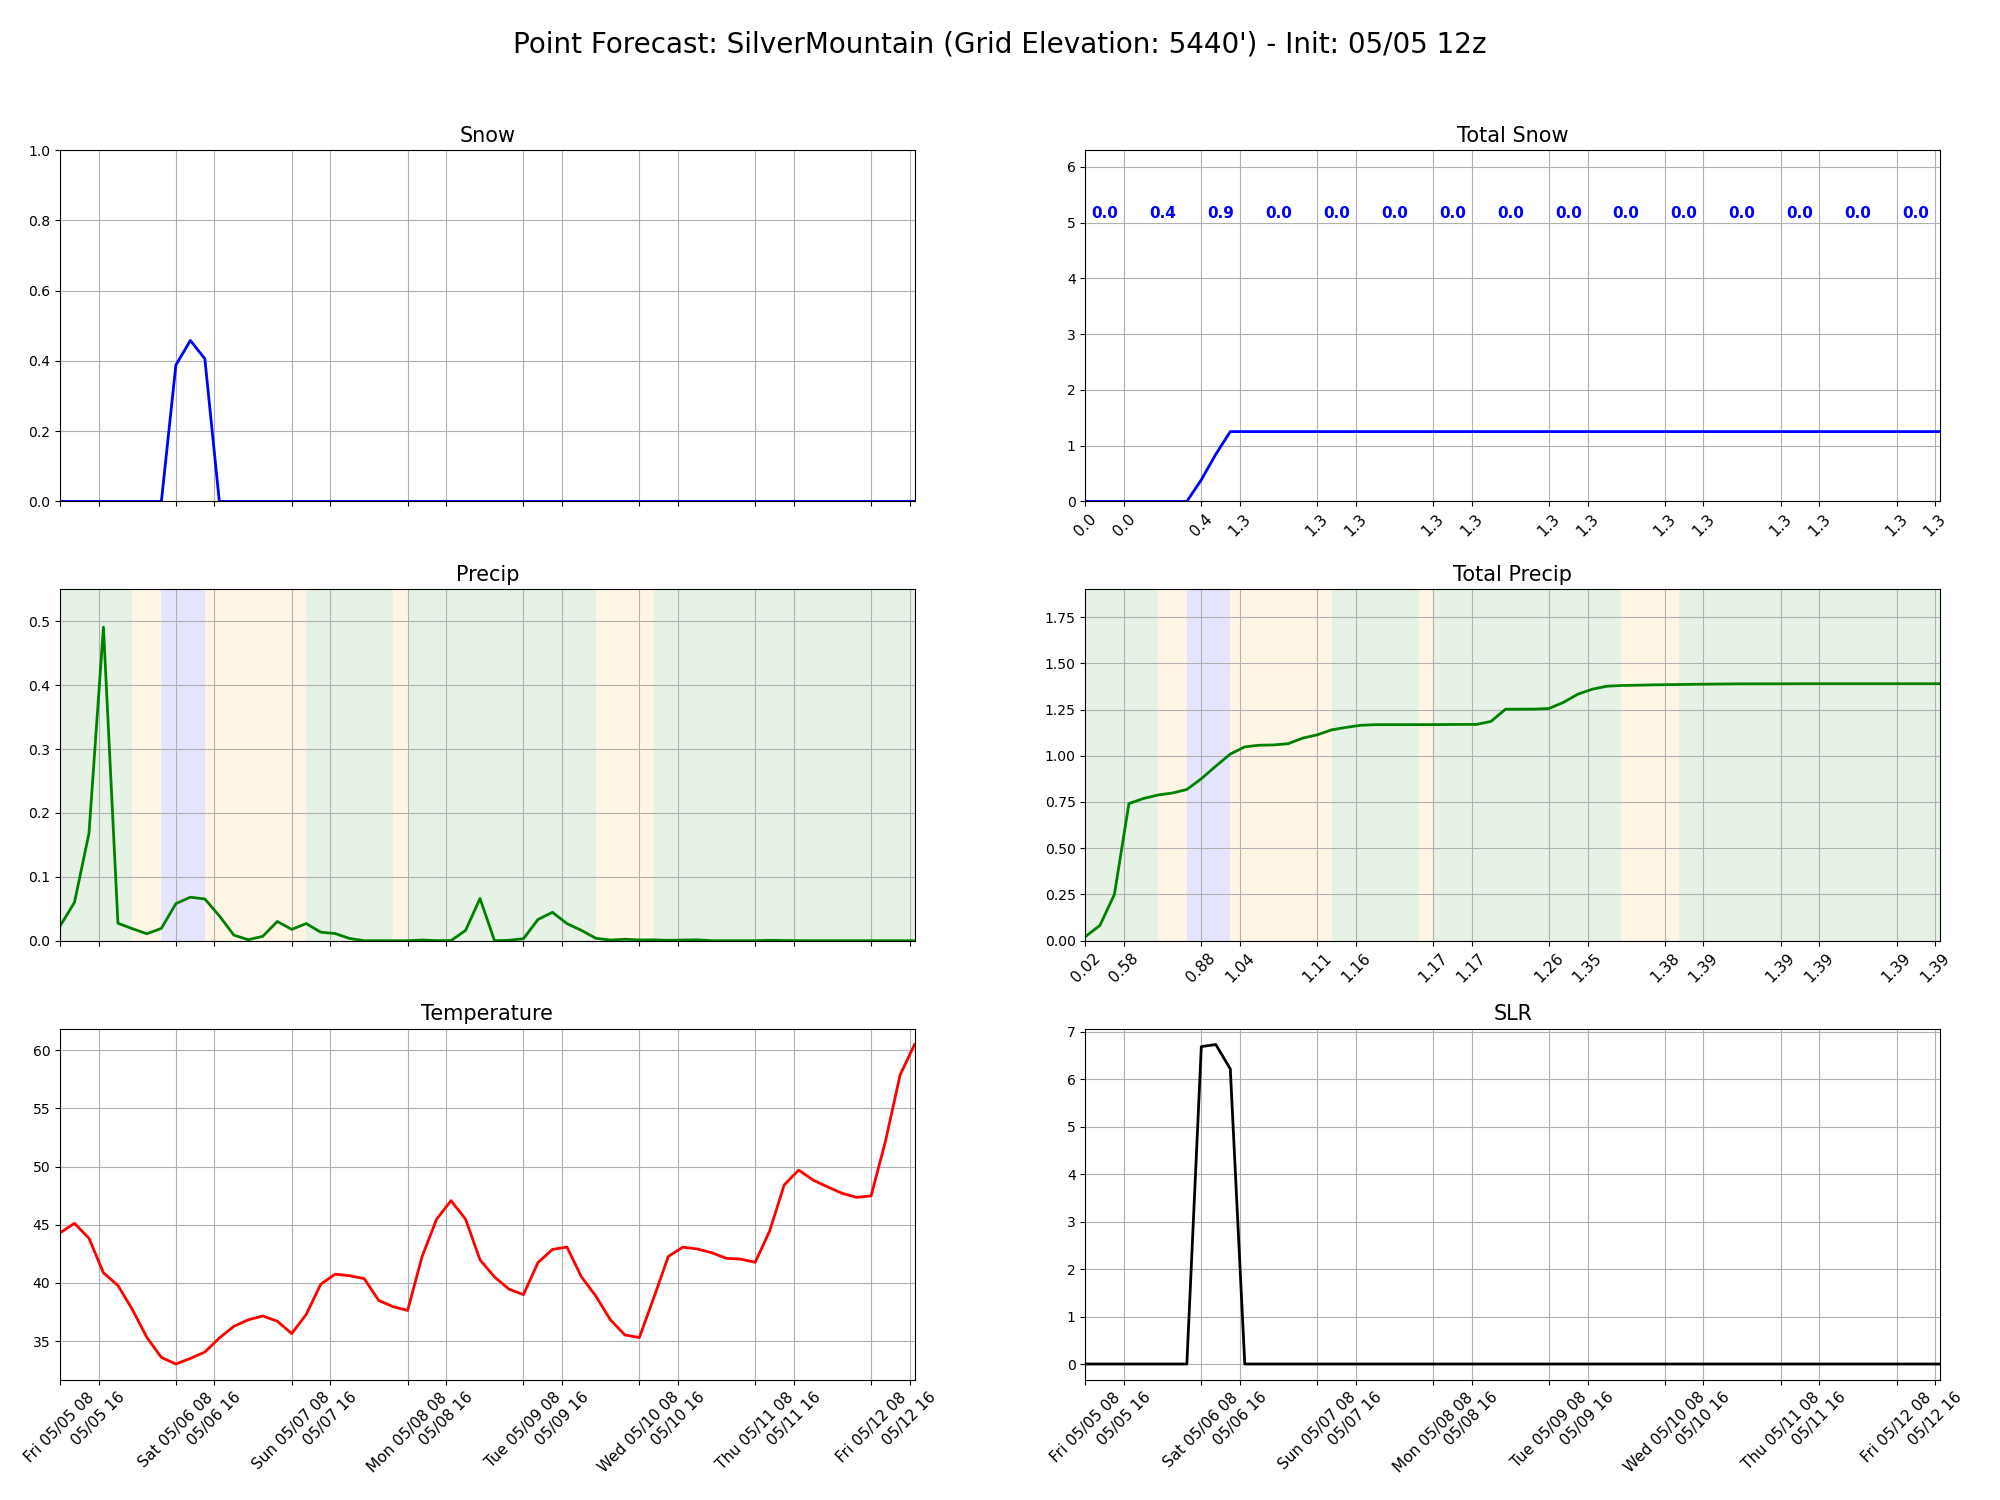 Point Forecast: SilverMountain (Grid Elevation: 5440') - Init: 05/05 12z
Snow
1.0
0.8
0.6
0.4
0.2
0.0
Total Snow
6
5
4
3
2
1
0
0.0 0.4 0.9 0.0 0.0 0.0 0.0 0.0 0.0 0.0 0.0 0.0 0.0 0.0 0.0
0.0 0.0 0.4 1.3 1.3 1.3 1.3 1.3 1.3 1.3 1.3 1.3 1.3 1.3 1.3 1.3
Precip
0.5
0.4
0.3
0.2
0.1
0.0
Total Precip
1.75
1.50
1.25
1.00
0.75
0.50
0.25
0.00
0.02 0.58 0.88 1.04 1.11 1.16 1.17 1.17 1.26 1.35 1.38 1.39 1.39 1.39 1.39 1.39
Temperature
60
55
50
45
40
35
Fri 05/05 08
05/05 16
Sat 05/06 08
05/06 16
Sun 05/07 08
05/07 16
Mon 05/08 08
05/08 16
Tue 05/09 08
05/09 16
Wed 05/10 08
05/10 16
Thu 05/11 08
05/11 16
Fri 05/12 08
05/12 16
SLR
7
6
5
4
3
2
1
0
Fri 05/05 08
05/05 16
Sat 05/06 08
05/06 16
Sun 05/07 08
05/07 16
Mon 05/08 08
05/08 16
Tue 05/09 08
05/09 16
Wed 05/10 08
05/10 16
Thu 05/11 08
05/11 16
Fri 05/12 08
05/12 16